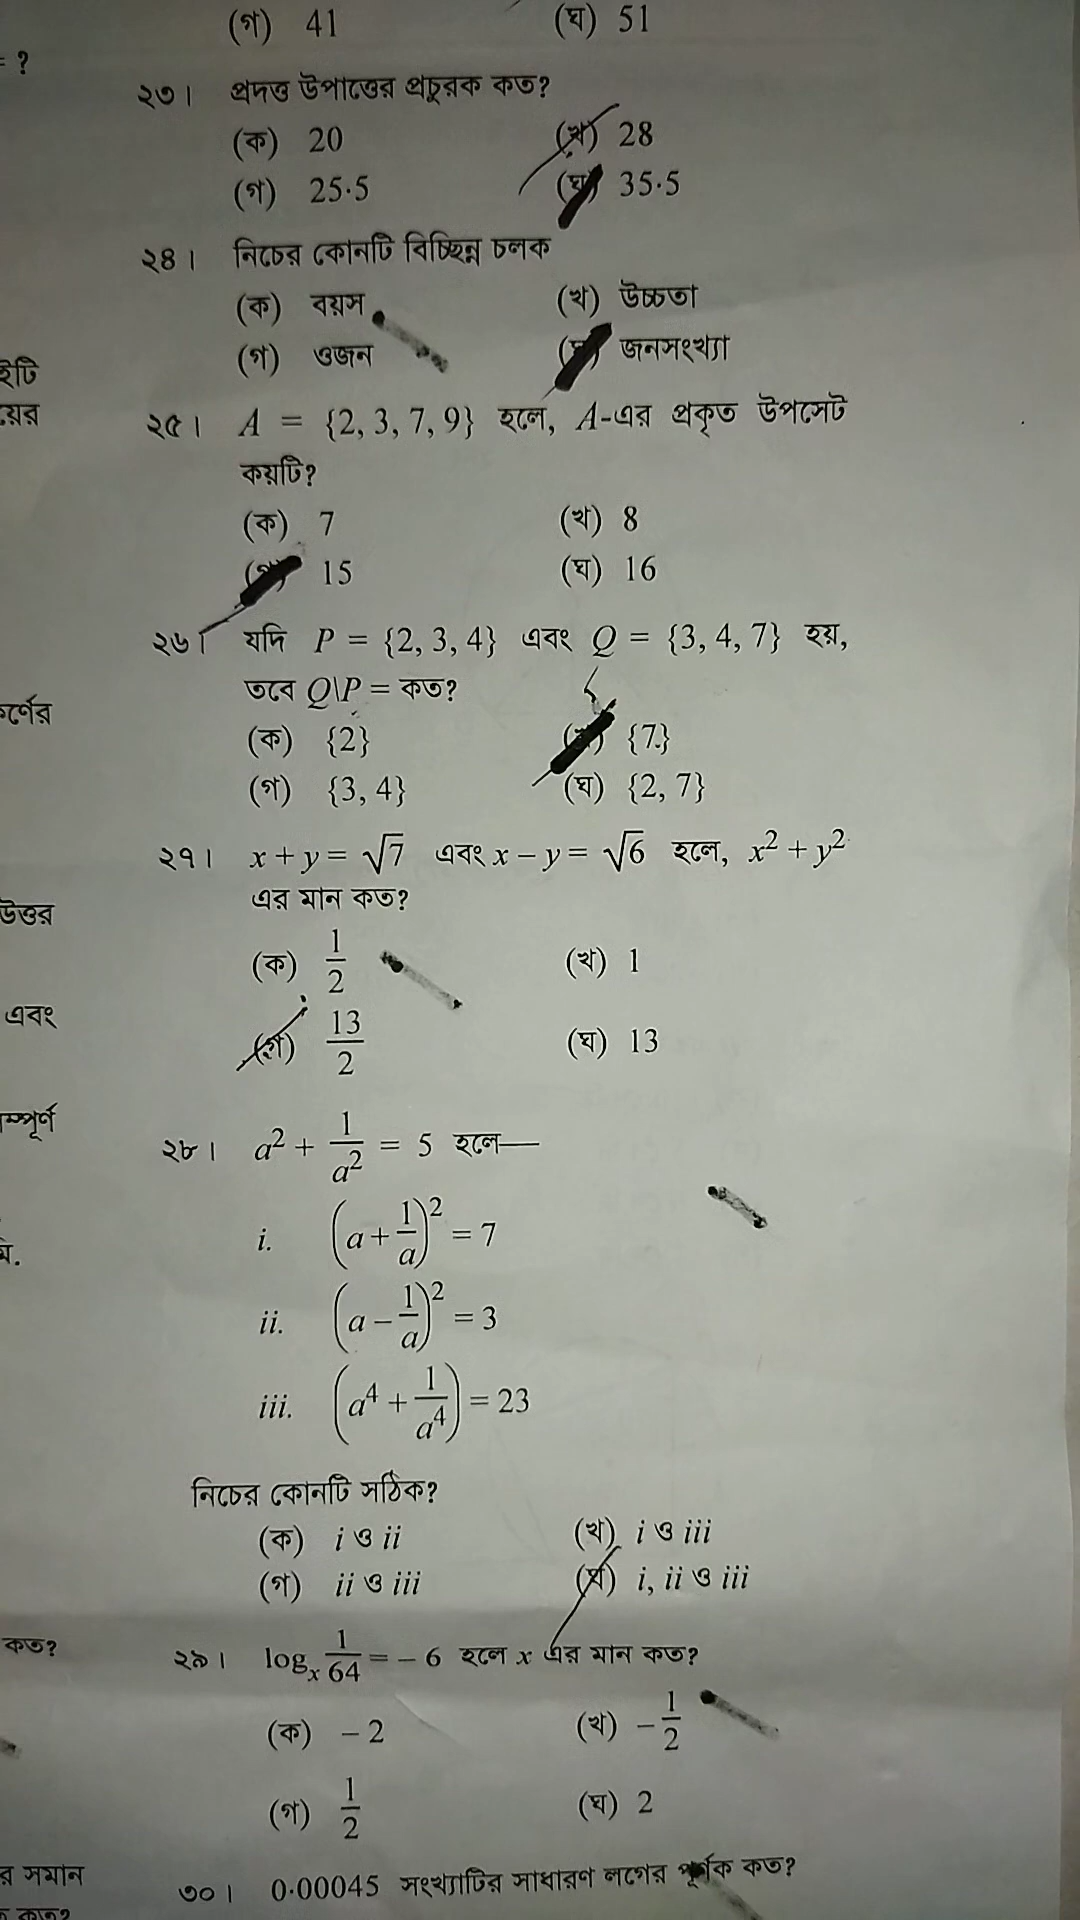 (গ) 41 (ঘ) 51
= ?
২৩। প্রদত্ত উপাত্তের প্রচুরক কত?
(ক) 20 (খ) 28
(গ) 25·5 (ঘ) 35·5
২৪। নিচের কোনটি বিচ্ছিন্ন চলক
(ক) বয়স (খ) উচ্চতা
(গ) ওজন (ঘ) জনসংখ্যা
২৫। A = {2, 3, 7, 9} হলে, A-এর প্রকৃত উপসেট
কয়টি?
(ক) 7 (খ) 8
(গ) 15 (ঘ) 16
২৬। যদি P = {2, 3, 4} এবং Q = {3, 4, 7} হয়,
তবে Q\P = কত?
(ক) {2} (খ) {7}
(গ) {3, 4} (ঘ) {2, 7}
২৭। x + y = √7 এবং x – y = √6 হলে, x² + y²
এর মান কত?
উত্তর
(ক) 1/2 (খ) 1
এবং
(গ) 13/2 (ঘ) 13
২৮। a² + 1/a² = 5 হলে—
i. (a + 1/a)² = 7
ii. (a – 1/a)² = 3
iii. (a⁴ + 1/a⁴) = 23
নিচের কোনটি সঠিক?
(ক) i ও ii (খ) i ও iii
(গ) ii ও iii (ঘ) i, ii ও iii
কত?
২৯। logₓ 1/64 = – 6 হলে x এর মান কত?
(ক) – 2 (খ) – 1/2
(গ) 1/2 (ঘ) 2
র সমান
৩০। 0·00045 সংখ্যাটির সাধারণ লগের পূর্ণক কত?